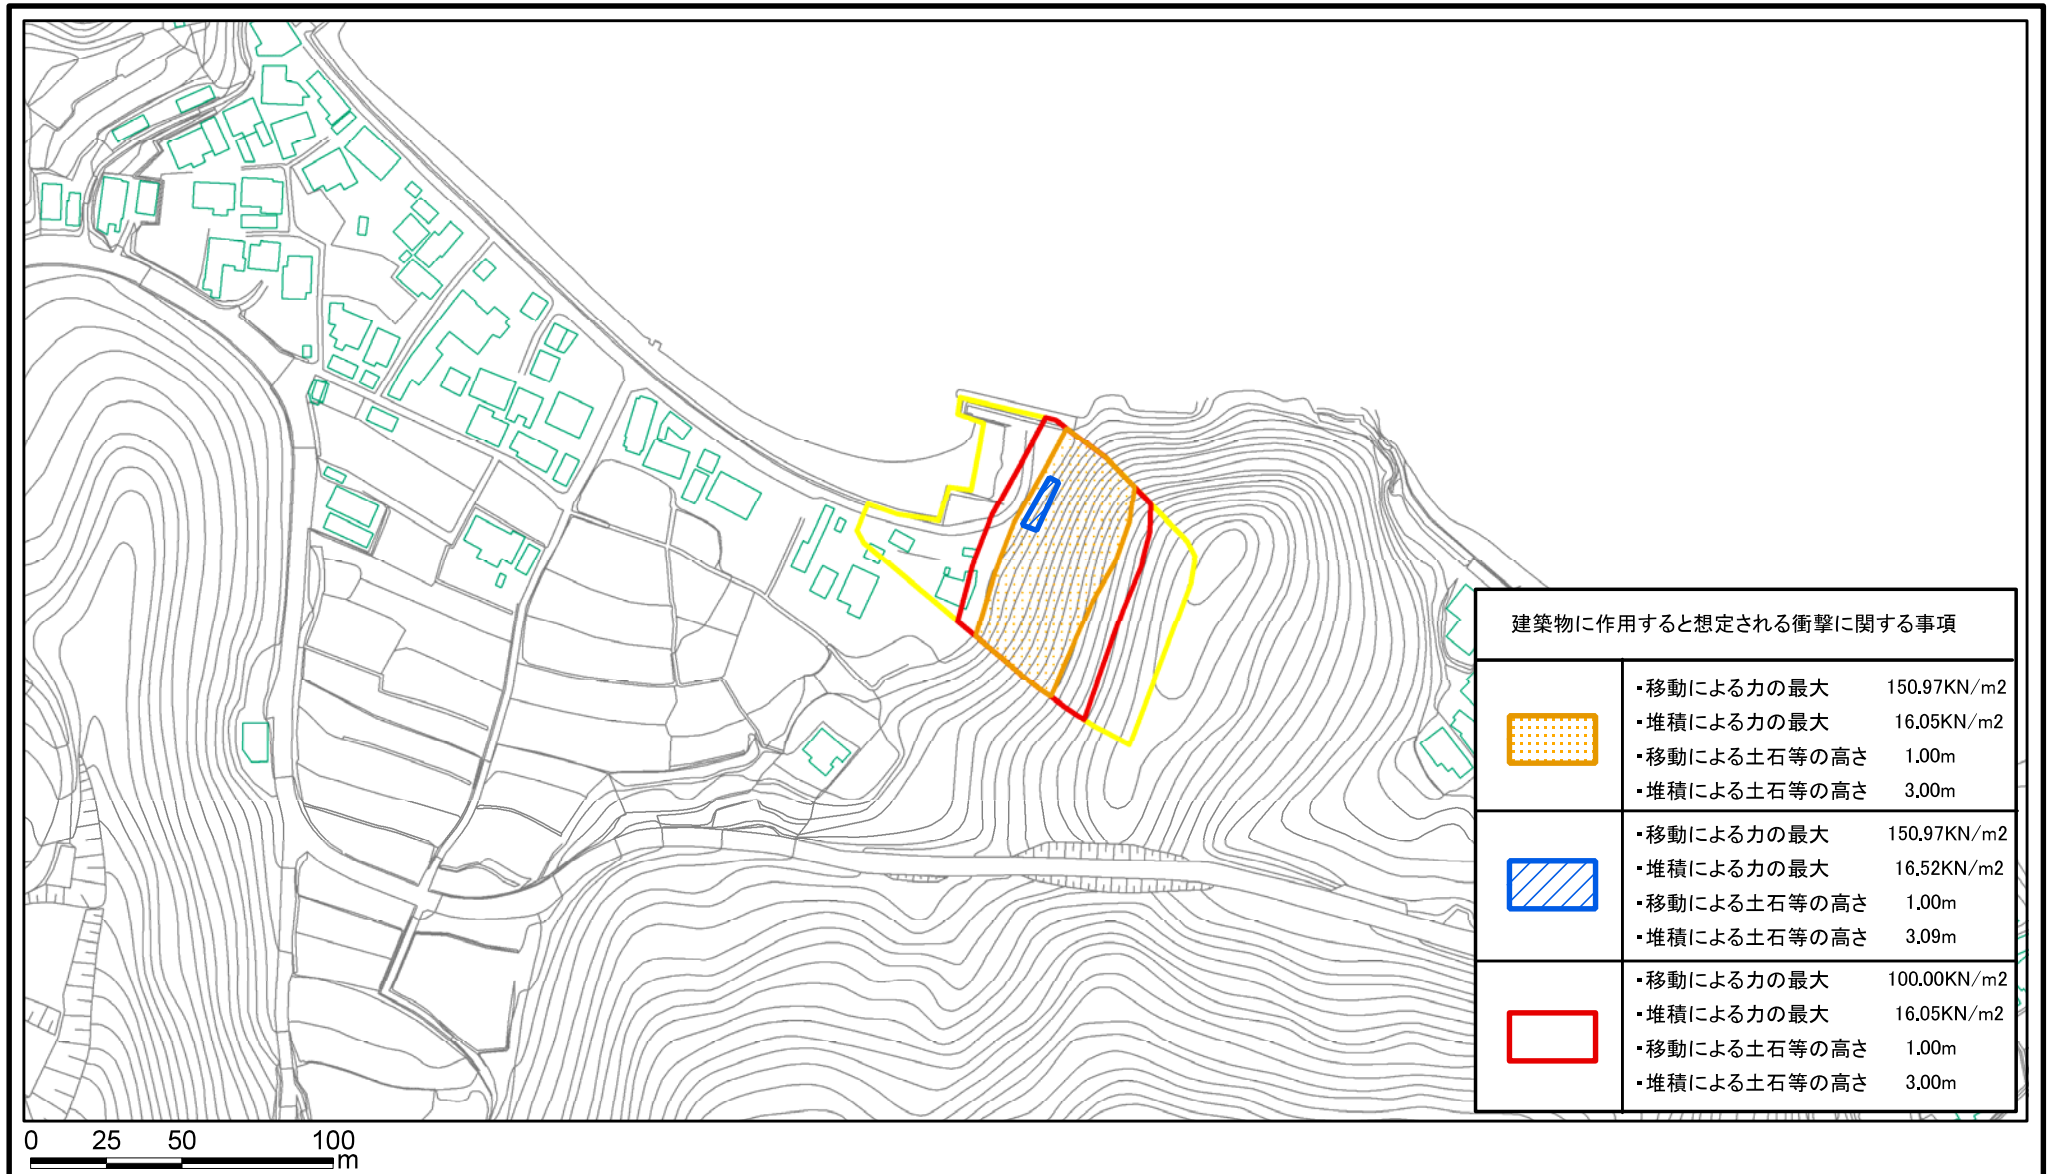 建築物に作用すると想定される衝撃に関する事項
・移動による力の最大 150.97KN/m2
・堆積による力の最大 16.05KN/m2
・移動による土石等の高さ 1.00m
・堆積による土石等の高さ 3.00m
・移動による力の最大 150.97KN/m2
・堆積による力の最大 16.52KN/m2
・移動による土石等の高さ 1.00m
・堆積による土石等の高さ 3.09m
・移動による力の最大 100.00KN/m2
・堆積による力の最大 16.05KN/m2
・移動による土石等の高さ 1.00m
・堆積による土石等の高さ 3.00m
0 25 50 100
m